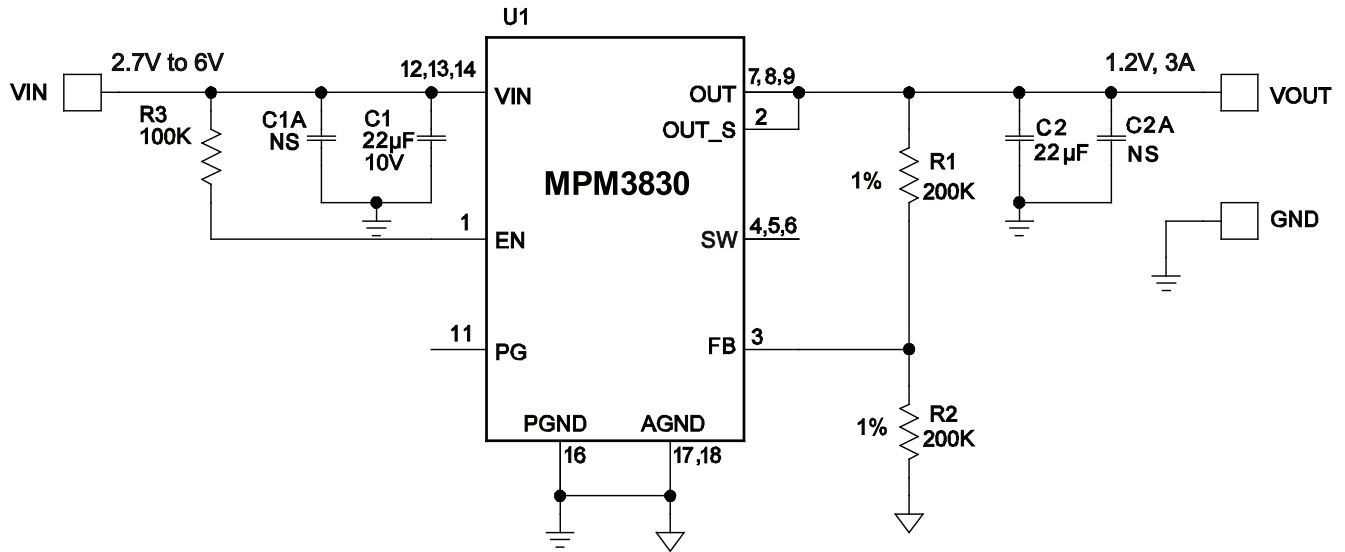 U1
2.7V to 6V
VIN
R3
100K
C1A
NS
C1
22µF
10V
12,13,14
VIN
1
EN
11
PG
MPM3830
PGND
16
AGND
17,18
OUT
7,8,9
OUT_S
2
SW
4,5,6
FB
3
1%
R1
200K
1%
R2
200K
C2
22µF
C2A
NS
1.2V, 3A
VOUT
GND